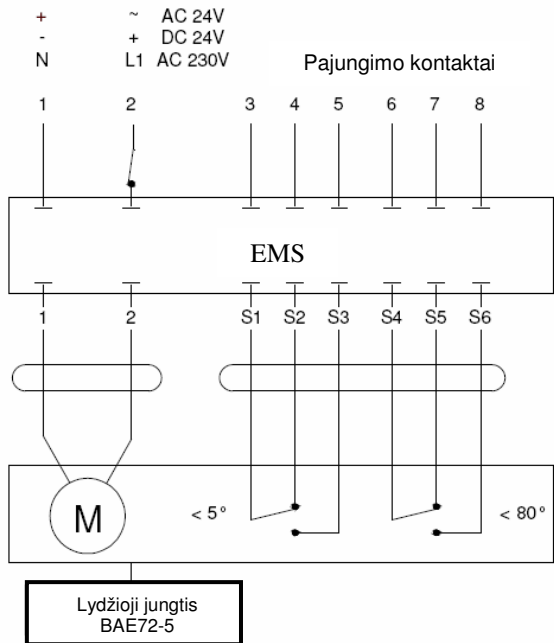 + ~ AC 24V
- + DC 24V
N L1 AC 230V
Pajungimo kontaktai
1 2 3 4 5 6 7 8
EMS
1 2 S1 S2 S3 S4 S5 S6
M < 5° < 80°
Lydžioji jungtis
BAE72-5